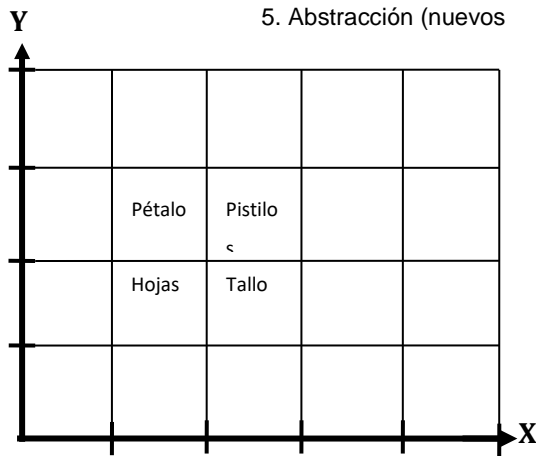 5. Abstracción (nuevos
Y
Pétalo Pistilo
s
Hojas Tallo
X